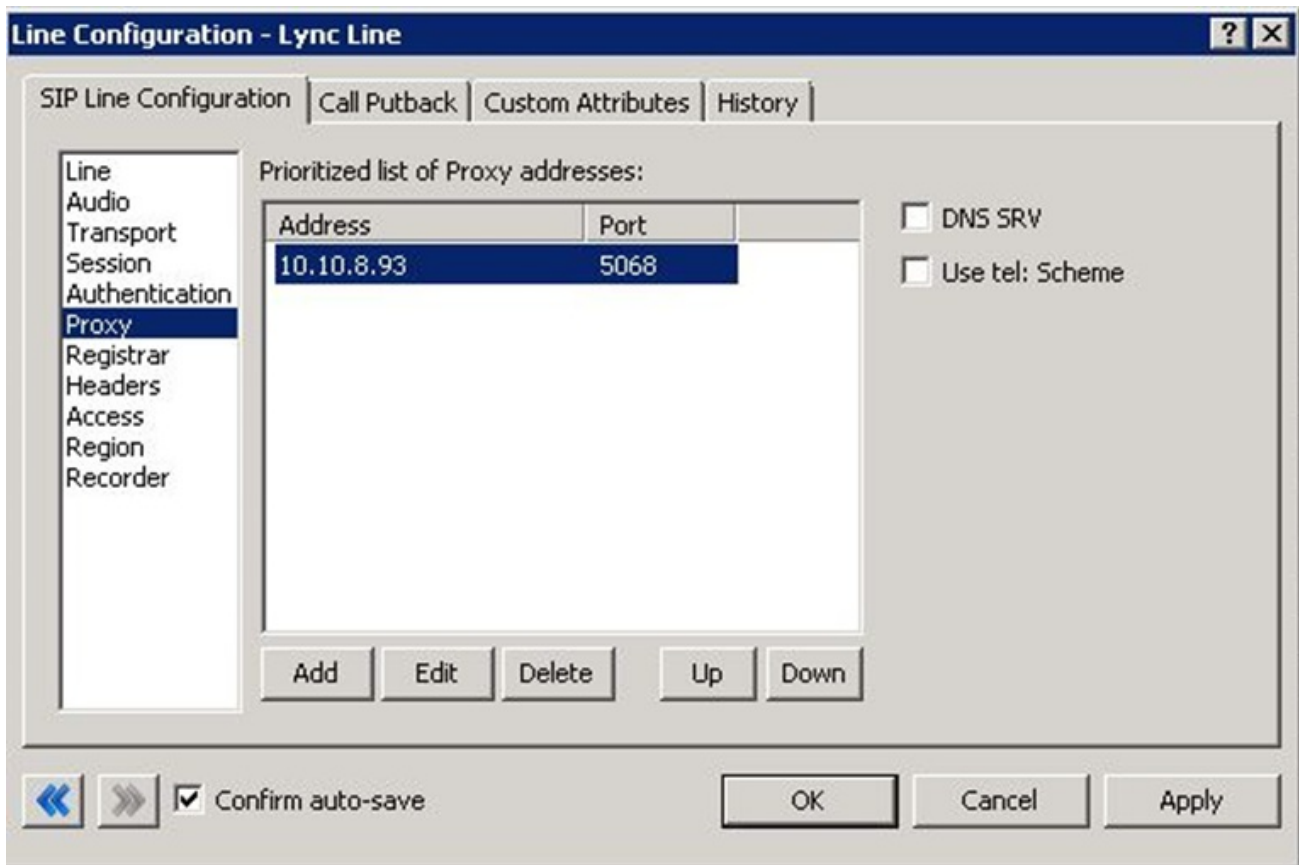 Line Configuration - Lync Line
SIP Line Configuration Call Putback Custom Attributes History
Line
Audio
Transport
Session
Authentication
Proxy
Registrar
Headers
Access
Region
Recorder
Prioritized list of Proxy addresses:
Address Port
10.10.8.93 5068
DNS SRV
Use tel: Scheme
Add Edit Delete Up Down
Confirm auto-save
OK Cancel Apply